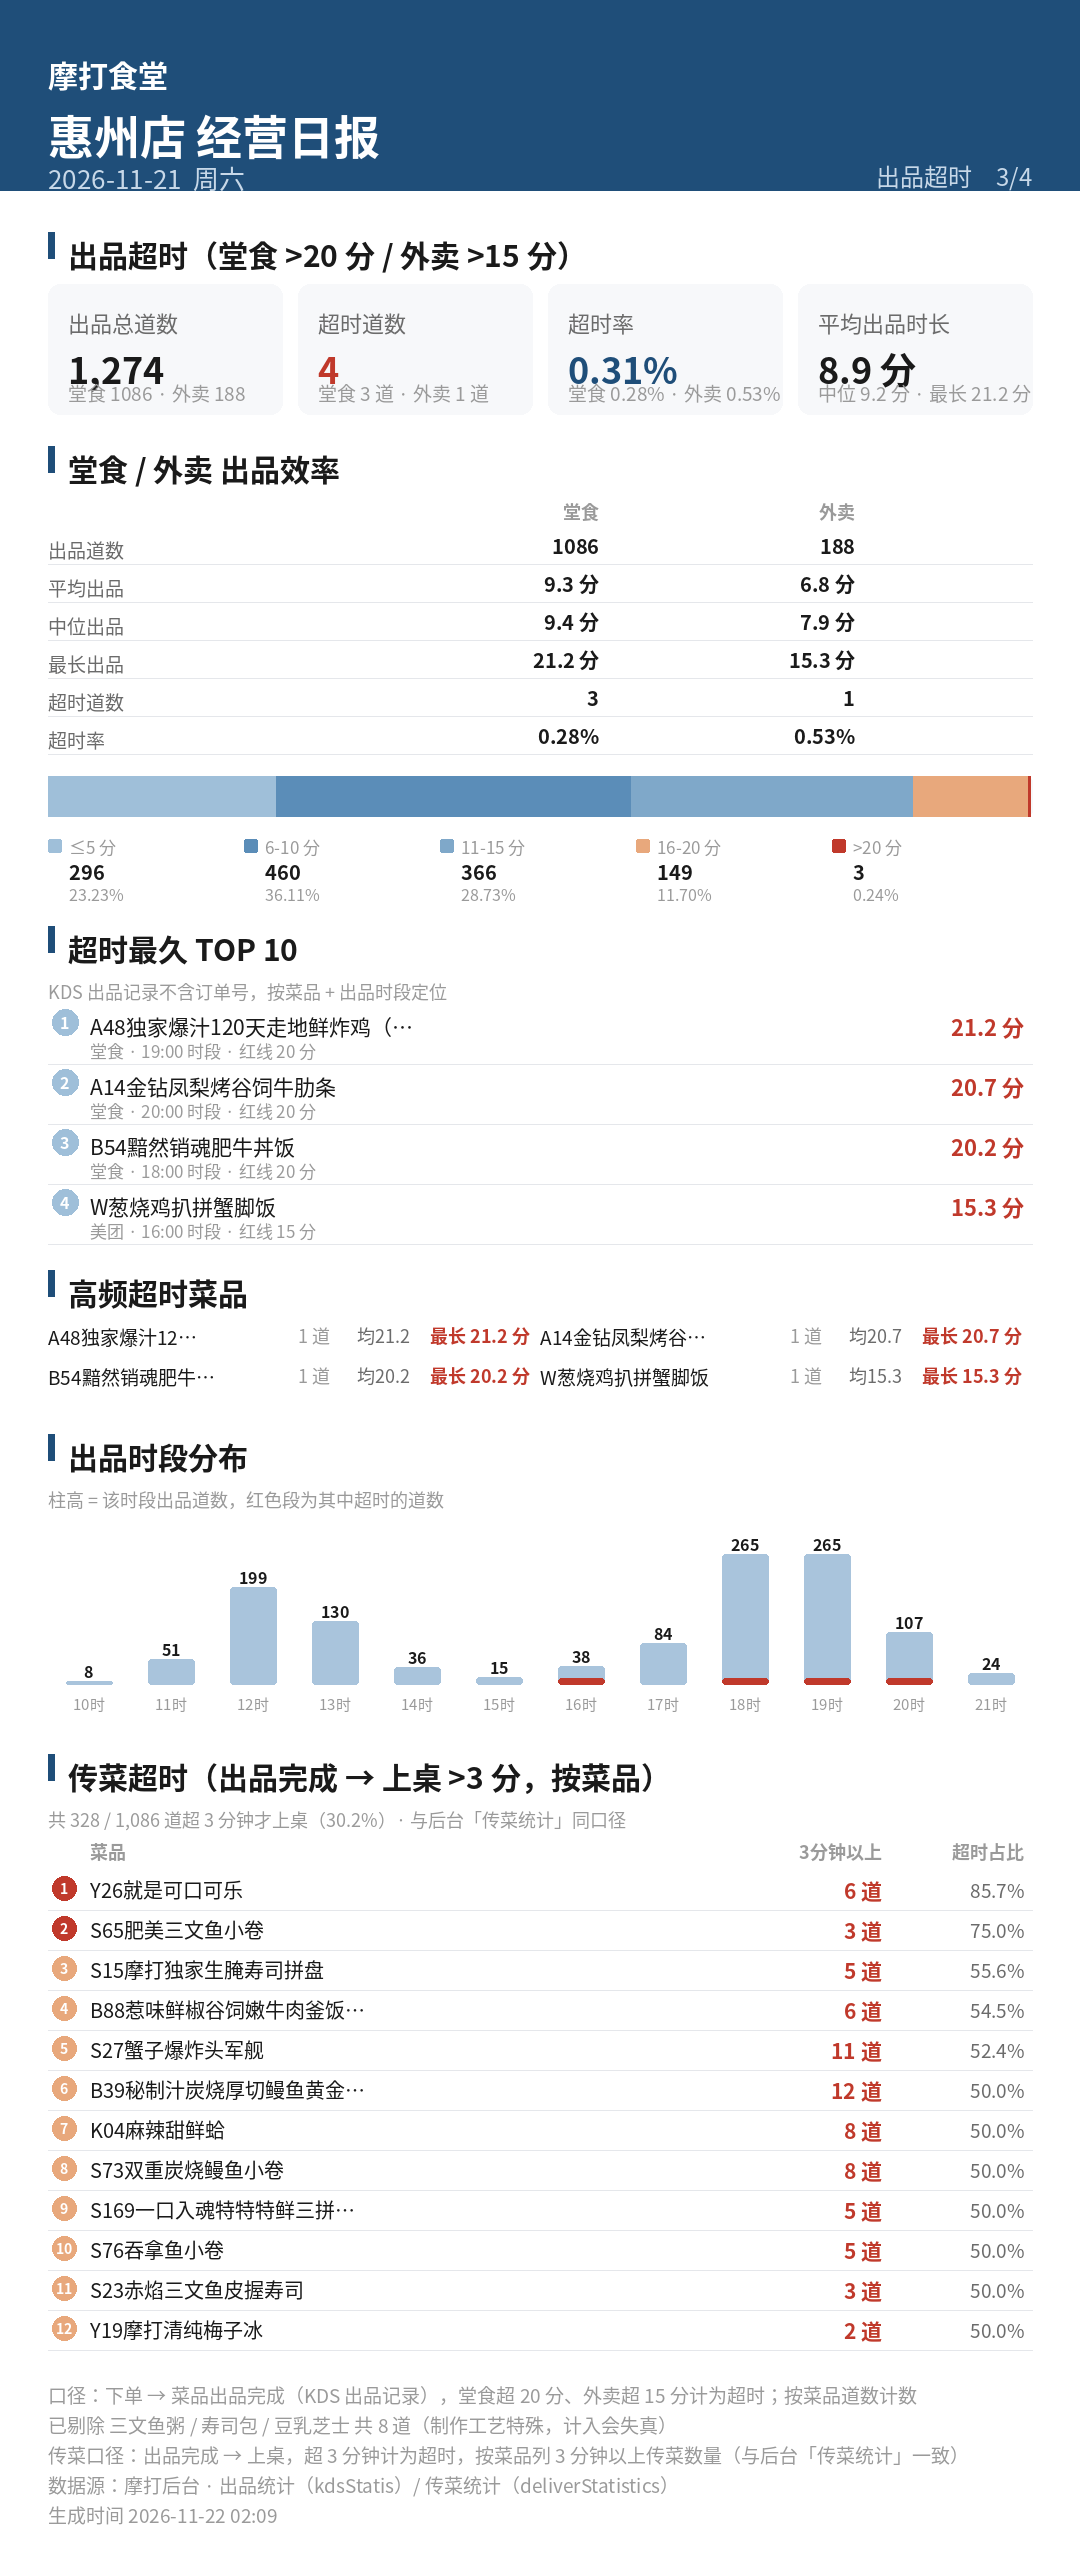 摩打食堂
惠州店 经营日报
2026-11-21 周六
出品超时 3/4
出品超时（堂食 >20 分 / 外卖 >15 分）
出品总道数 超时道数 超时率 平均出品时长
1,274 4 0.31% 8.9 分
堂食 1086 · 外卖 188 堂食 3 道 · 外卖 1 道 堂食 0.28% · 外卖 0.53% 中位 9.2 分 · 最长 21.2 分
堂食 / 外卖 出品效率
堂食 外卖
出品道数 1086 188
平均出品 9.3 分 6.8 分
中位出品 9.4 分 7.9 分
最长出品 21.2 分 15.3 分
超时道数 3 1
超时率 0.28% 0.53%
≤5 分 6-10 分 11-15 分 16-20 分 >20 分
296 460 366 149 3
23.23% 36.11% 28.73% 11.70% 0.24%
超时最久 TOP 10
KDS 出品记录不含订单号，按菜品 + 出品时段定位
1 A48独家爆汁120天走地鲜炸鸡（… 21.2 分
堂食 · 19:00 时段 · 红线 20 分
2 A14金钻凤梨烤谷饲牛肋条 20.7 分
堂食 · 20:00 时段 · 红线 20 分
3 B54黯然销魂肥牛丼饭 20.2 分
堂食 · 18:00 时段 · 红线 20 分
4 W葱烧鸡扒拼蟹脚饭 15.3 分
美团 · 16:00 时段 · 红线 15 分
高频超时菜品
A48独家爆汁12… 1 道 均21.2 最长 21.2 分 A14金钻凤梨烤谷… 1 道 均20.7 最长 20.7 分
B54黯然销魂肥牛… 1 道 均20.2 最长 20.2 分 W葱烧鸡扒拼蟹脚饭 1 道 均15.3 最长 15.3 分
出品时段分布
柱高 = 该时段出品道数，红色段为其中超时的道数
8 51 199 130 36 15 38 84 265 265 107 24
10时 11时 12时 13时 14时 15时 16时 17时 18时 19时 20时 21时
传菜超时（出品完成 → 上桌 >3 分，按菜品）
共 328 / 1,086 道超 3 分钟才上桌（30.2%）· 与后台「传菜统计」同口径
菜品 3分钟以上 超时占比
1 Y26就是可口可乐 6 道 85.7%
2 S65肥美三文鱼小卷 3 道 75.0%
3 S15摩打独家生腌寿司拼盘 5 道 55.6%
4 B88惹味鲜椒谷饲嫩牛肉釜饭… 6 道 54.5%
5 S27蟹子爆炸头军舰 11 道 52.4%
6 B39秘制汁炭烧厚切鳗鱼黄金… 12 道 50.0%
7 K04麻辣甜鲜蛤 8 道 50.0%
8 S73双重炭烧鳗鱼小卷 8 道 50.0%
9 S169一口入魂特特特鲜三拼… 5 道 50.0%
10 S76吞拿鱼小卷 5 道 50.0%
11 S23赤焰三文鱼皮握寿司 3 道 50.0%
12 Y19摩打清纯梅子冰 2 道 50.0%
口径：下单 → 菜品出品完成（KDS 出品记录），堂食超 20 分、外卖超 15 分计为超时；按菜品道数计数
已剔除 三文鱼粥 / 寿司包 / 豆乳芝士 共 8 道（制作工艺特殊，计入会失真）
传菜口径：出品完成 → 上桌，超 3 分钟计为超时，按菜品列 3 分钟以上传菜数量（与后台「传菜统计」一致）
数据源：摩打后台 · 出品统计（kdsStatis）/ 传菜统计（deliverStatistics）
生成时间 2026-11-22 02:09